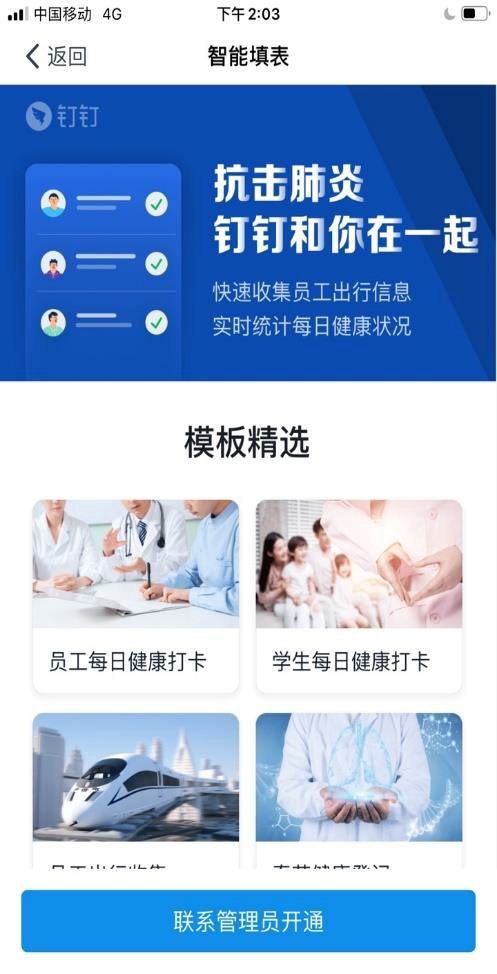 中国移动 4G 下午2:03
返回 智能填表
钉钉
抗击肺炎
钉钉和你在一起
快速收集员工出行信息
实时统计每日健康状况
模板精选
员工每日健康打卡 学生每日健康打卡
联系管理员开通